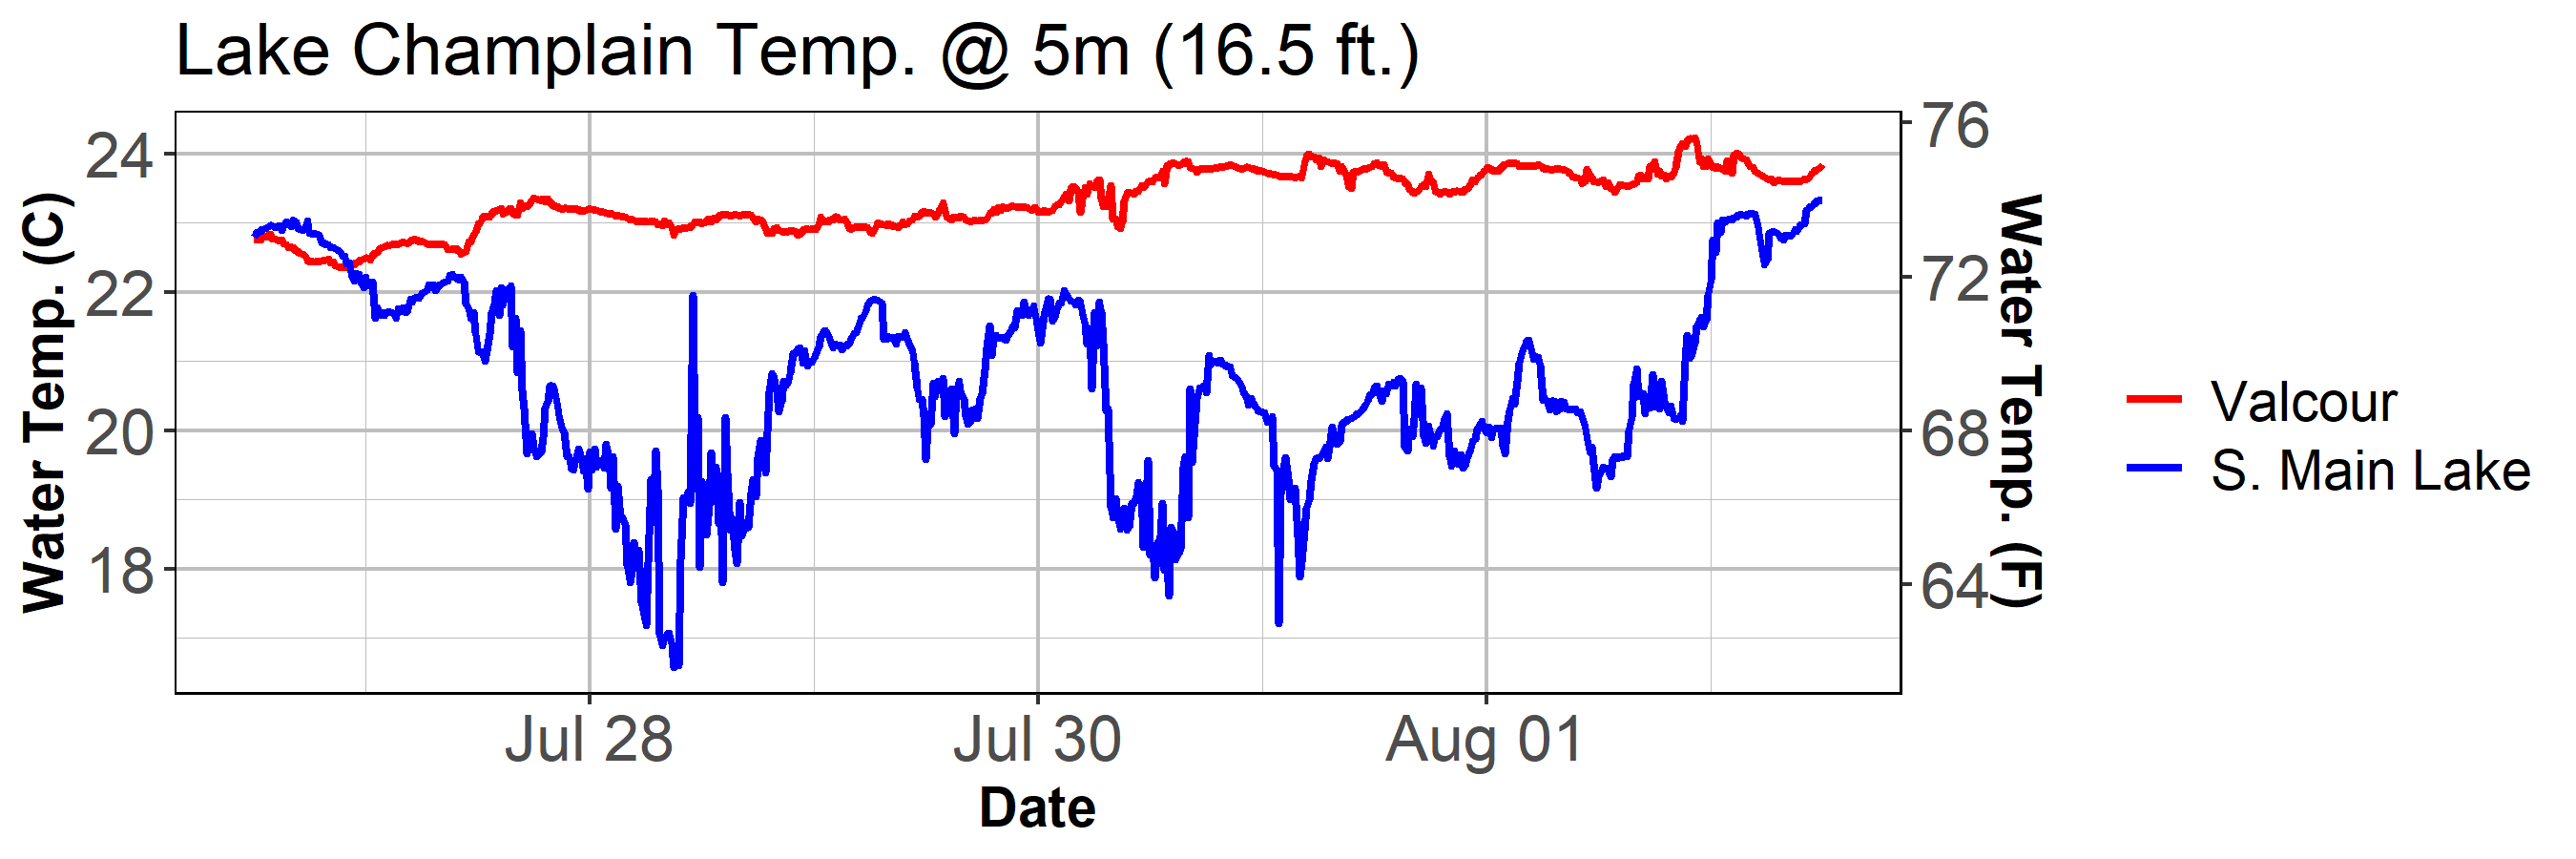 Lake Champlain Temp. @ 5m (16.5 ft.)
Water Temp. (C)
24
22
20
18
76
72
68
64
Water Temp. (F)
Jul 28
Jul 30
Aug 01
Date
Valcour
S. Main Lake